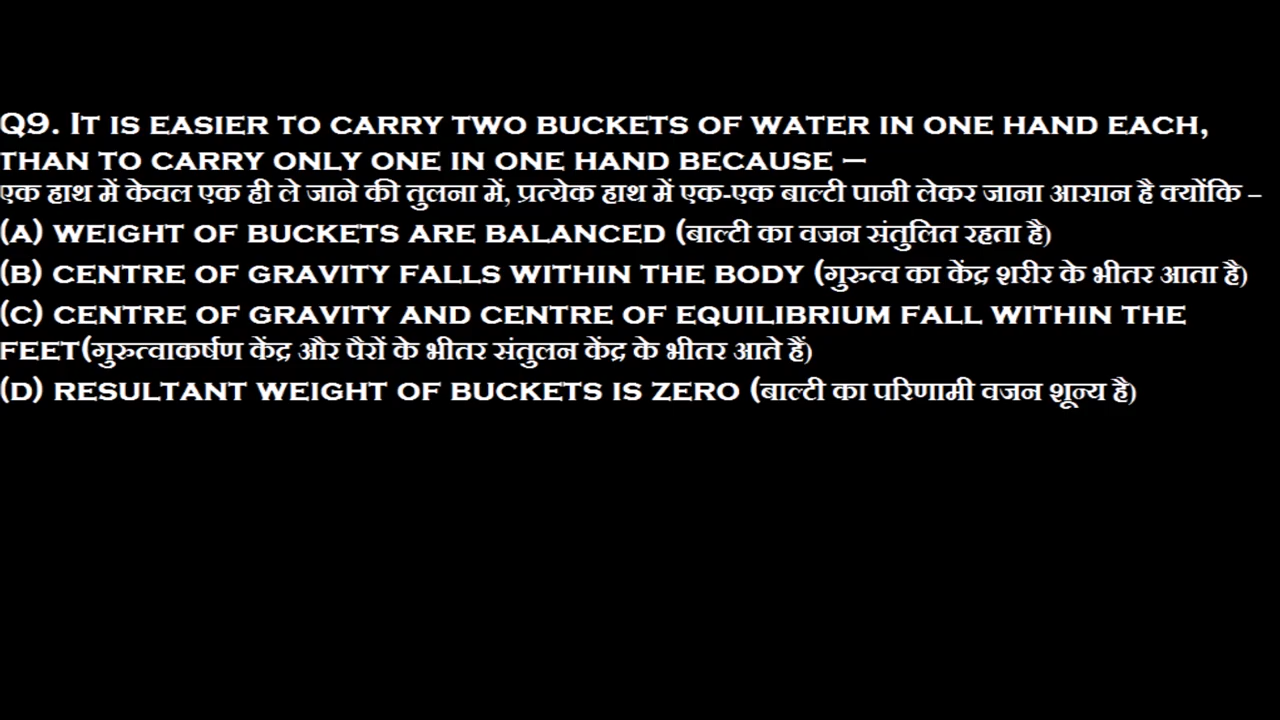 Q9. It is easier to carry two buckets of water in one hand each,
than to carry only one in one hand because –
एक हाथ में केवल एक ही ले जाने की तुलना में, प्रत्येक हाथ में एक-एक बाल्टी पानी लेकर जाना आसान है क्योंकि –
(a) weight of buckets are balanced (बाल्टी का वजन संतुलित रहता है)
(b) centre of gravity falls within the body (गुरुत्व का केंद्र शरीर के भीतर आता है)
(c) centre of gravity and centre of equilibrium fall within the
feet(गुरुत्वाकर्षण केंद्र और पैरों के भीतर संतुलन केंद्र के भीतर आते हैं)
(d) resultant weight of buckets is zero (बाल्टी का परिणामी वजन शून्य है)